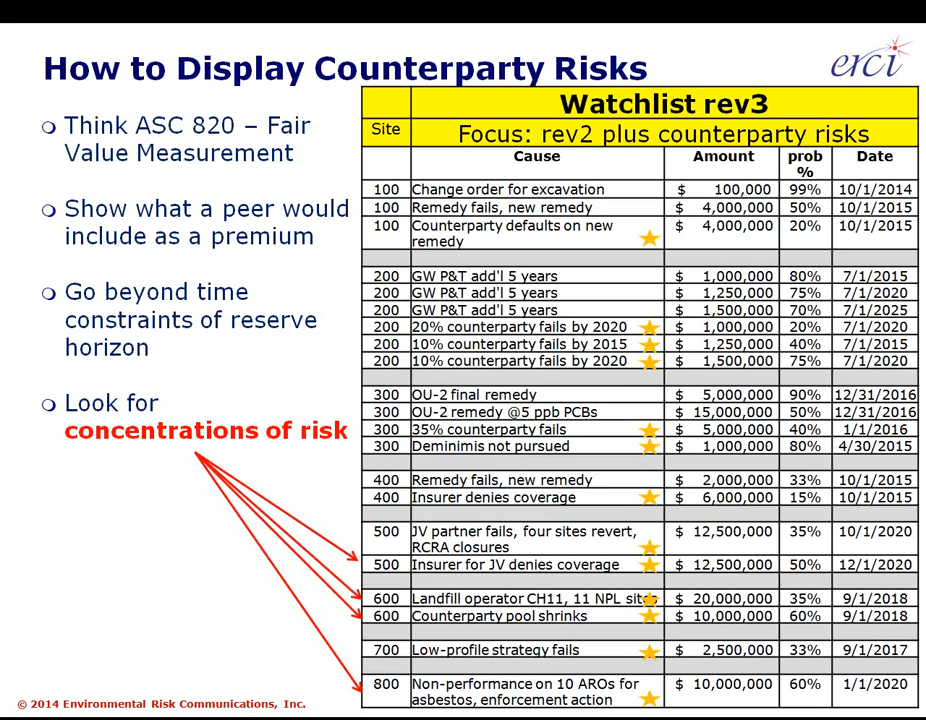 How to Display Counterparty Risks
erci
Think ASC 820 – Fair
Value Measurement
Show what a peer would
include as a premium
Go beyond time
constraints of reserve
horizon
Look for
concentrations of risk
Watchlist rev3
Site Focus: rev2 plus counterparty risks
Cause Amount prob % Date
100 Change order for excavation $ 100,000 99% 10/1/2014
100 Remedy fails, new remedy $ 4,000,000 50% 10/1/2015
100 Counterparty defaults on new $ 4,000,000 20% 10/1/2015
remedy
200 GW P&T add'l 5 years $ 1,000,000 80% 7/1/2015
200 GW P&T add'l 5 years $ 1,250,000 75% 7/1/2020
200 GW P&T add'l 5 years $ 1,500,000 70% 7/1/2025
200 20% counterparty fails by 2020 $ 1,000,000 20% 7/1/2020
200 10% counterparty fails by 2015 $ 1,250,000 40% 7/1/2015
200 10% counterparty fails by 2020 $ 1,500,000 75% 7/1/2020
300 OU-2 final remedy $ 5,000,000 90% 12/31/2016
300 OU-2 remedy @5 ppb PCBs $ 15,000,000 50% 12/31/2016
300 35% counterparty fails $ 5,000,000 40% 1/1/2016
300 Deminimis not pursued $ 1,000,000 80% 4/30/2015
400 Remedy fails, new remedy $ 2,000,000 33% 10/1/2015
400 Insurer denies coverage $ 6,000,000 15% 10/1/2015
500 JV partner fails, four sites revert, $ 12,500,000 35% 10/1/2020
RCRA closures
500 Insurer for JV denies coverage $ 12,500,000 50% 12/1/2020
600 Landfill operator CH11, 11 NPL sites $ 20,000,000 35% 9/1/2018
600 Counterparty pool shrinks $ 10,000,000 60% 9/1/2018
700 Low-profile strategy fails $ 2,500,000 33% 9/1/2017
800 Non-performance on 10 AROs for $ 10,000,000 60% 1/1/2020
asbestos, enforcement action
© 2014 Environmental Risk Communications, Inc.